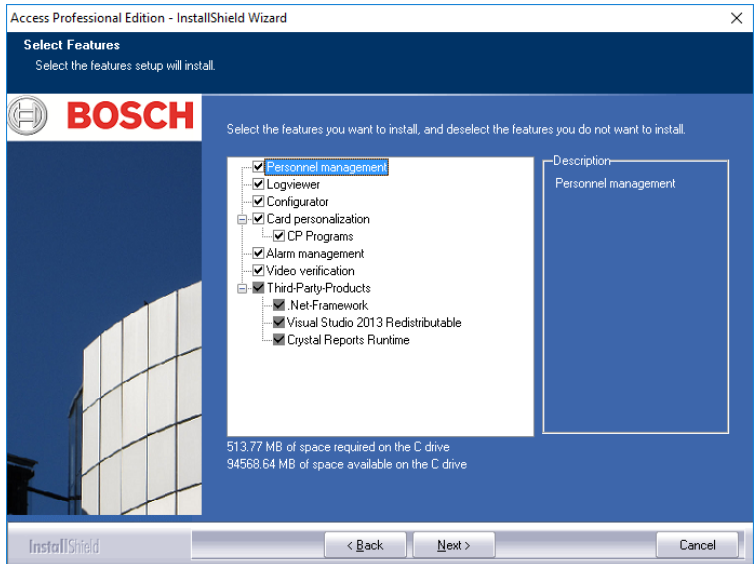 Access Professional Edition - InstallShield Wizard
Select Features
Select the features setup will install.
BOSCH
Select the features you want to install, and deselect the features you do not want to install.
Personnel management
Logviewer
Configurator
Card personalization
CP Programs
Alarm management
Video verification
Third-Party-Products
.Net-Framework
Visual Studio 2013 Redistributable
Crystal Reports Runtime
Description
Personnel management
513.77 MB of space required on the C drive
94568.64 MB of space available on the C drive
InstallShield
< Back
Next >
Cancel